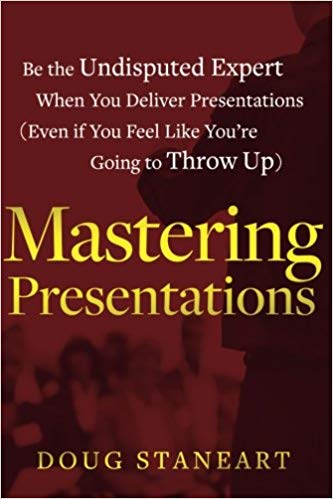 Be the Undisputed Expert
When You Deliver Presentations
(Even if You Feel Like You're
Going to Throw Up)
Mastering
Presentations
DOUG STANEART